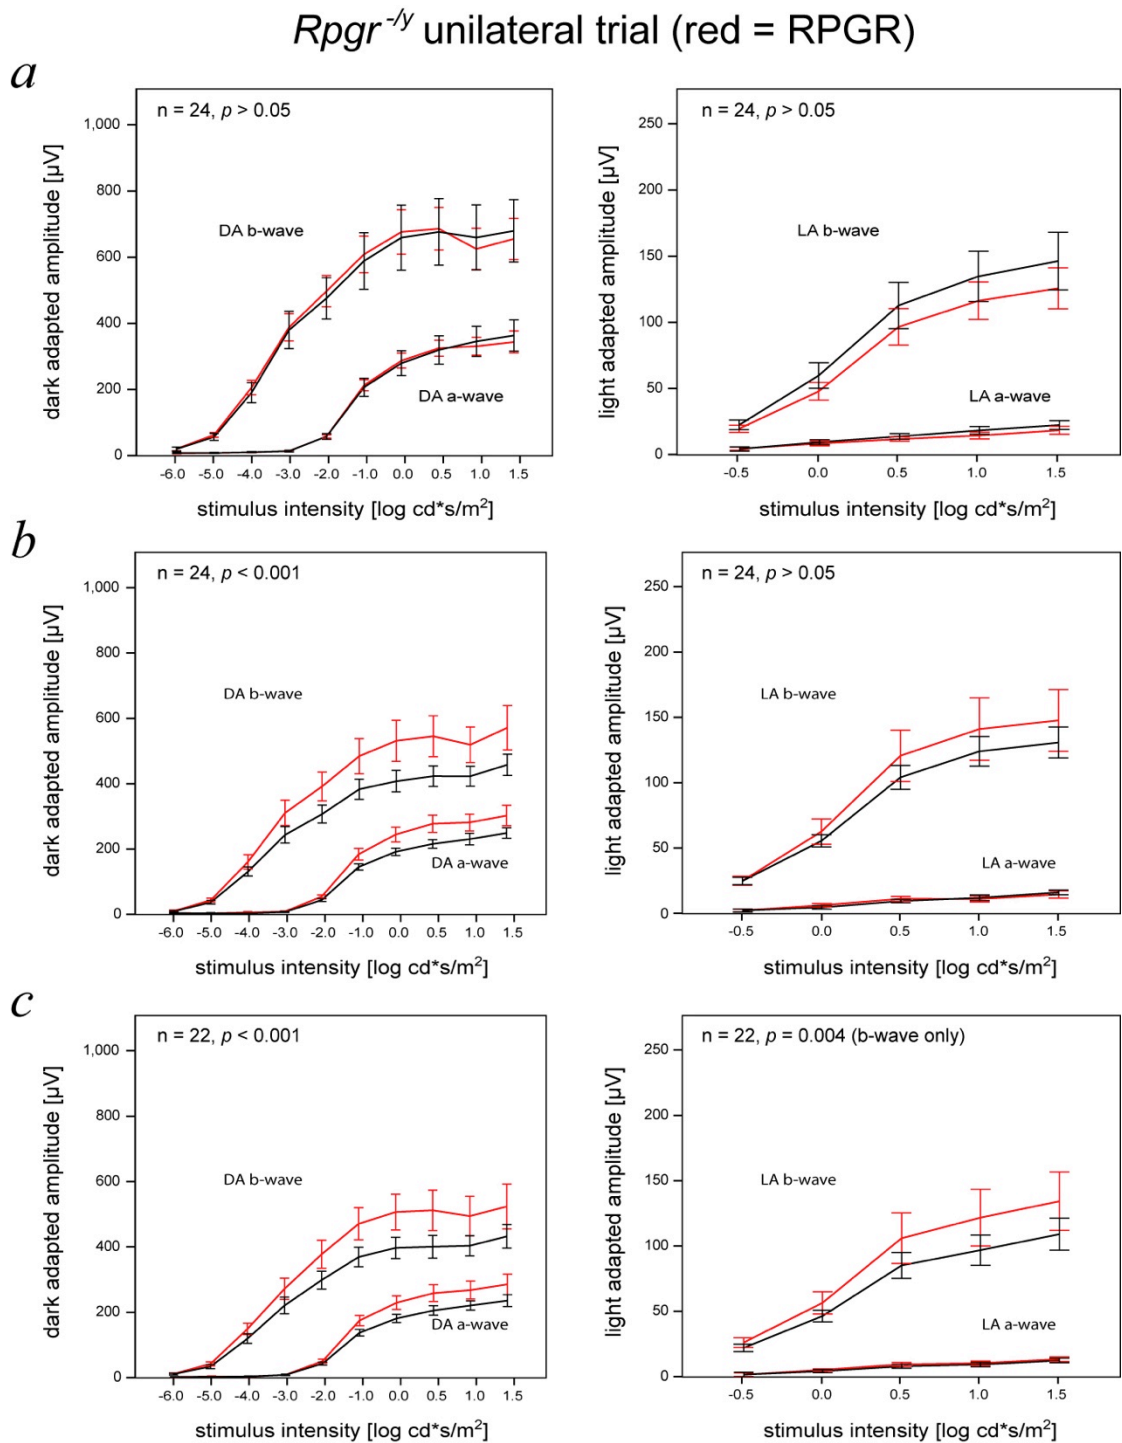 Rpgr -/y unilateral trial (red = RPGR)
a
n = 24, p > 0.05
1,000
800
600
400
200
0
dark adapted amplitude [µV]
DA b-wave
DA a-wave
-6.0 -5.0 -4.0 -3.0 -2.0 -1.0 0.0 0.5 1.0 1.5
stimulus intensity [log cd*s/m²]
n = 24, p > 0.05
250
200
150
100
50
0
light adapted amplitude [µV]
LA b-wave
LA a-wave
-0.5 0.0 0.5 1.0 1.5
stimulus intensity [log cd*s/m²]
b
n = 24, p < 0.001
1,000
800
600
400
200
0
dark adapted amplitude [µV]
DA b-wave
DA a-wave
-6.0 -5.0 -4.0 -3.0 -2.0 -1.0 0.0 0.5 1.0 1.5
stimulus intensity [log cd*s/m²]
n = 24, p > 0.05
250
200
150
100
50
0
light adapted amplitude [µV]
LA b-wave
LA a-wave
-0.5 0.0 0.5 1.0 1.5
stimulus intensity [log cd*s/m²]
c
n = 22, p < 0.001
1,000
800
600
400
200
0
dark adapted amplitude [µV]
DA b-wave
DA a-wave
-6.0 -5.0 -4.0 -3.0 -2.0 -1.0 0.0 0.5 1.0 1.5
stimulus intensity [log cd*s/m²]
n = 22, p = 0.004 (b-wave only)
250
200
150
100
50
0
light adapted amplitude [µV]
LA b-wave
LA a-wave
-0.5 0.0 0.5 1.0 1.5
stimulus intensity [log cd*s/m²]